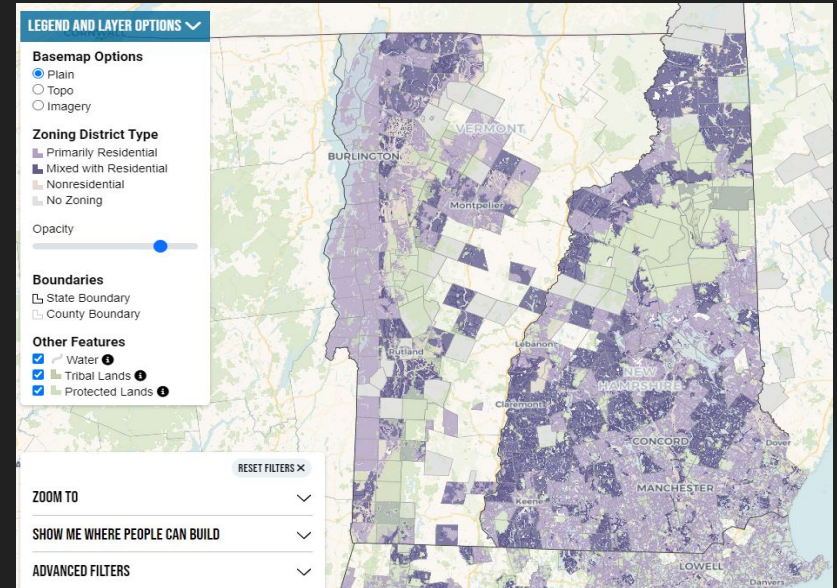 LEGEND AND LAYER OPTIONS
CORNWALL
Basemap Options
Plain
Topo
Imagery
Zoning District Type
Primarily Residential
Mixed with Residential
Nonresidential
No Zoning
Opacity
Boundaries
State Boundary
County Boundary
Other Features
Water
Tribal Lands
Protected Lands
RESET FILTERS ✕
ZOOM TO
SHOW ME WHERE PEOPLE CAN BUILD
ADVANCED FILTERS
VERMONT
BURLINGTON
Montpelier
Rutland
Lebanon
NEW
HAMPSHIRE
Claremont
CONCORD
Dover
MANCHESTER
Keene
LOWELL
Danvers